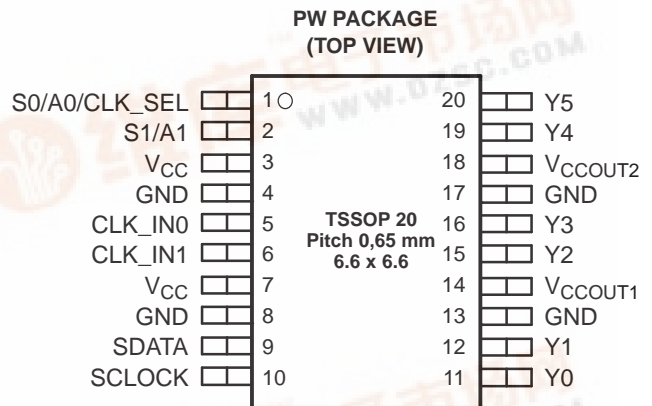 PW PACKAGE
(TOP VIEW)
S0/A0/CLK_SEL 1 20 Y5
S1/A1 2 19 Y4
VCC 3 18 VCCOUT2
GND 4 17 GND
CLK_IN0 5 16 Y3
CLK_IN1 6 15 Y2
VCC 7 14 VCCOUT1
GND 8 13 GND
SDATA 9 12 Y1
SCLOCK 10 11 Y0
TSSOP 20
Pitch 0,65 mm
6.6 x 6.6
WWW.DZSC.COM